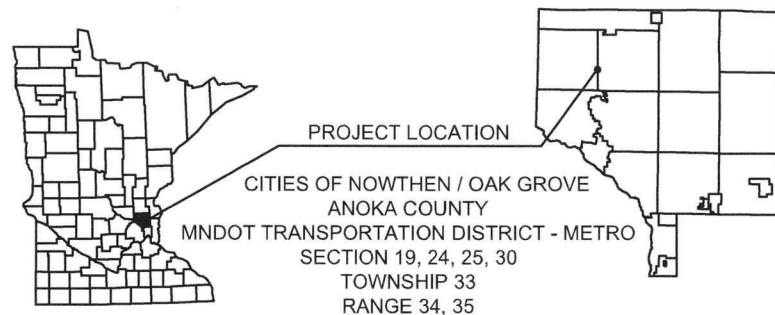 PROJECT LOCATION
CITIES OF NOWTHEN / OAK GROVE
ANOKA COUNTY
MNDOT TRANSPORTATION DISTRICT - METRO
SECTION 19, 24, 25, 30
TOWNSHIP 33
RANGE 34, 35